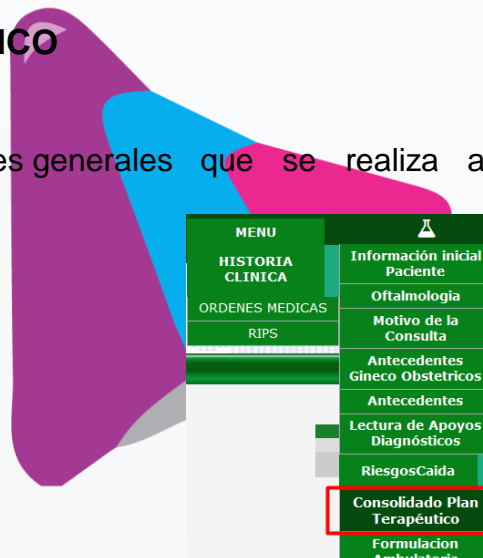 ICO
es generales que se realiza a
MENU
HISTORIA
CLINICA
ORDENES MEDICAS
RIPS
Información inicial
Paciente
Oftalmologia
Motivo de la
Consulta
Antecedentes
Gineco Obstetricos
Antecedentes
Lectura de Apoyos
Diagnósticos
RiesgosCaida
Consolidado Plan
Terapéutico
Formulacion
Ambulatoria